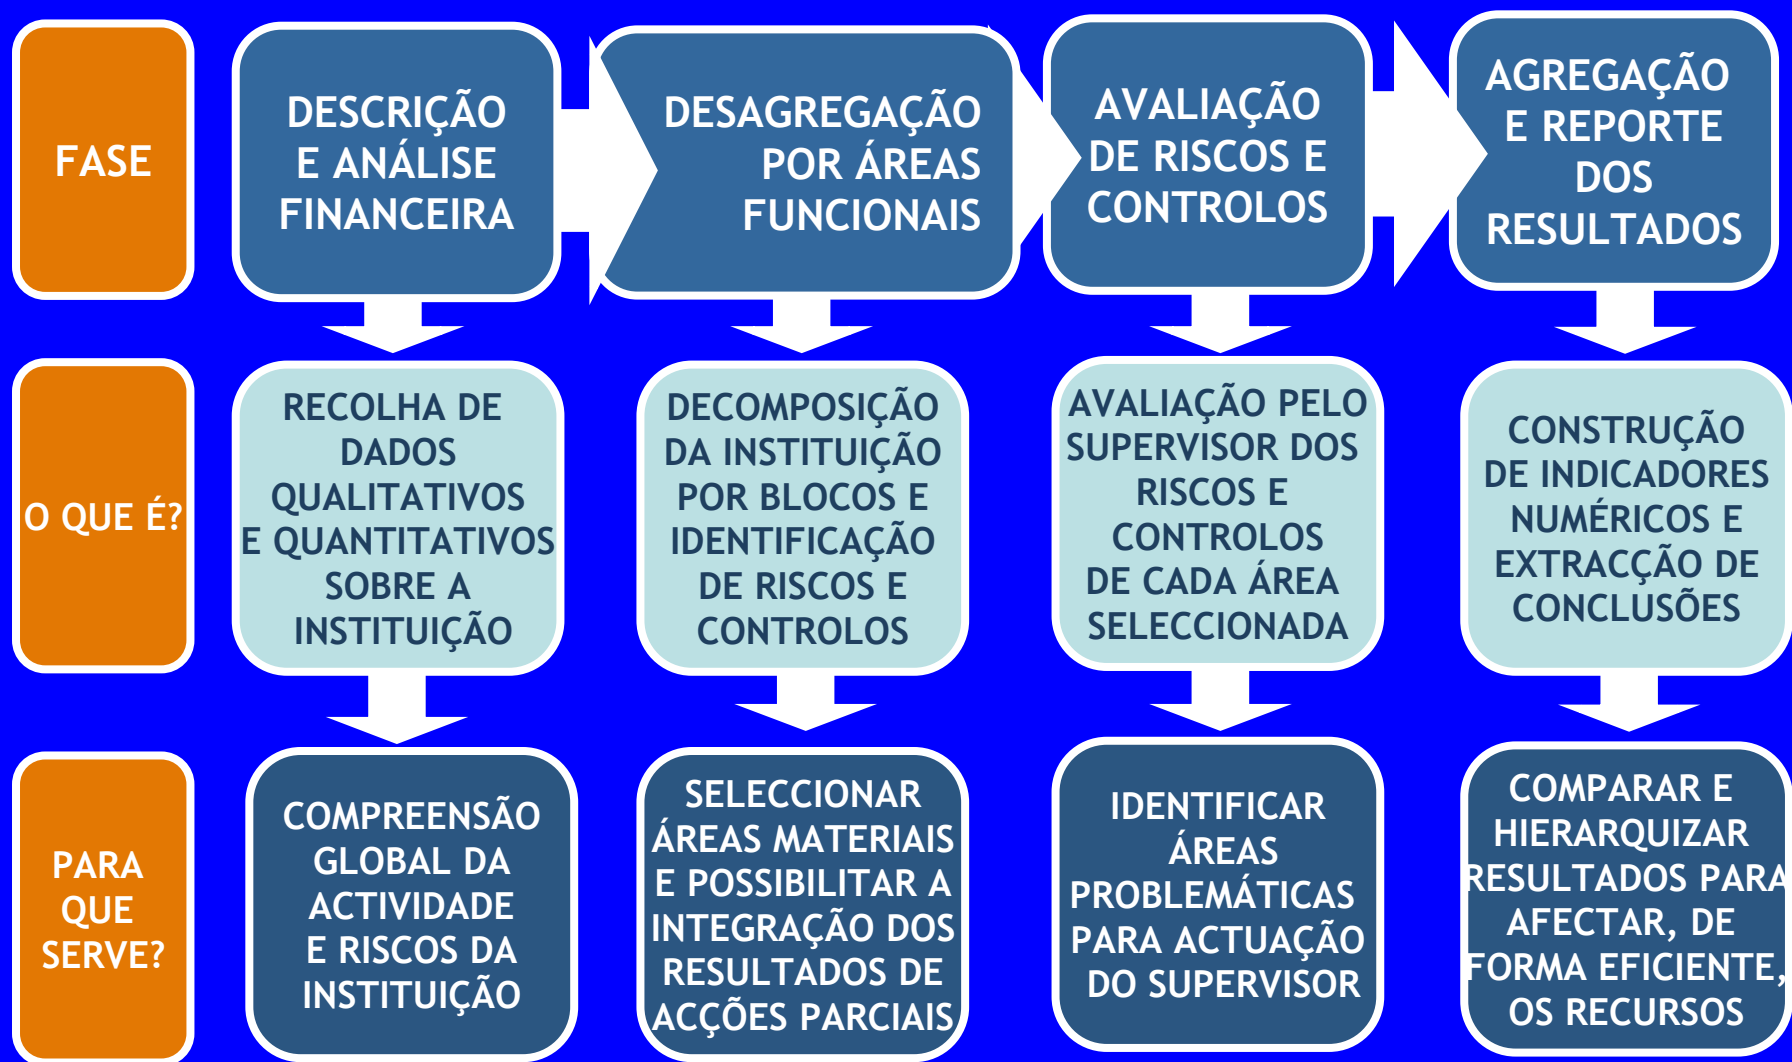 FASE
DESCRIÇÃO
E ANÁLISE
FINANCEIRA
DESAGREGAÇÃO
POR ÁREAS
FUNCIONAIS
AVALIAÇÃO
DE RISCOS E
CONTROLOS
AGREGAÇÃO
E REPORTE
DOS
RESULTADOS
O QUE É?
RECOLHA DE
DADOS
QUALITATIVOS
E QUANTITATIVOS
SOBRE A
INSTITUIÇÃO
DECOMPOSIÇÃO
DA INSTITUIÇÃO
POR BLOCOS E
IDENTIFICAÇÃO
DE RISCOS E
CONTROLOS
AVALIAÇÃO PELO
SUPERVISOR DOS
RISCOS E
CONTROLOS
DE CADA ÁREA
SELECCIONADA
CONSTRUÇÃO
DE INDICADORES
NUMÉRICOS E
EXTRACÇÃO DE
CONCLUSÕES
PARA
QUE
SERVE?
COMPREENSÃO
GLOBAL DA
ACTIVIDADE
E RISCOS DA
INSTITUIÇÃO
SELECCIONAR
ÁREAS MATERIAIS
E POSSIBILITAR A
INTEGRAÇÃO DOS
RESULTADOS DE
ACÇÕES PARCIAIS
IDENTIFICAR
ÁREAS
PROBLEMÁTICAS
PARA ACTUAÇÃO
DO SUPERVISOR
COMPARAR E
HIERARQUIZAR
RESULTADOS PARA
AFECTAR, DE
FORMA EFICIENTE,
OS RECURSOS